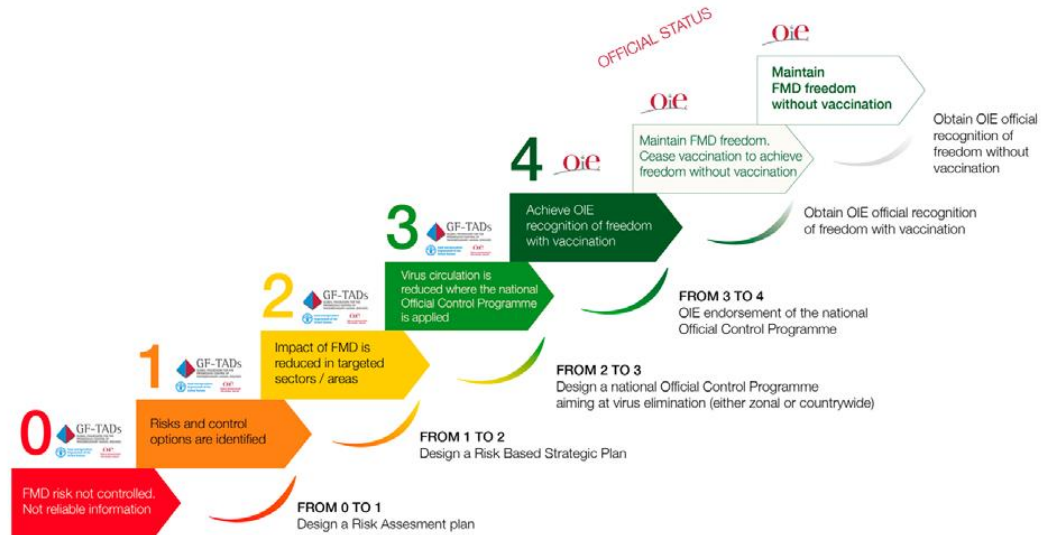 OFFICIAL STATUS
Oie
Maintain
FMD freedom
without vaccination
Obtain OIE official
recognition of
freedom without
vaccination
Oie
Maintain FMD freedom.
Cease vaccination to achieve
freedom without vaccination
Obtain OIE official recognition
of freedom with vaccination
4
Oie
Achieve OIE
recognition of freedom
with vaccination
FROM 3 TO 4
OIE endorsement of the national
Official Control Programme
3
GF-TADs
Oie
Virus circulation is
reduced where the national
Official Control Programme
is applied
FROM 2 TO 3
Design a national Official Control Programme
aiming at virus elimination (either zonal or countrywide)
2
GF-TADs
Oie
Impact of FMD is
reduced in targeted
sectors / areas
FROM 1 TO 2
Design a Risk Based Strategic Plan
1
GF-TADs
Oie
Risks and control
options are identified
FROM 0 TO 1
Design a Risk Assesment plan
0
GF-TADs
Oie
FMD risk not controlled.
Not reliable information